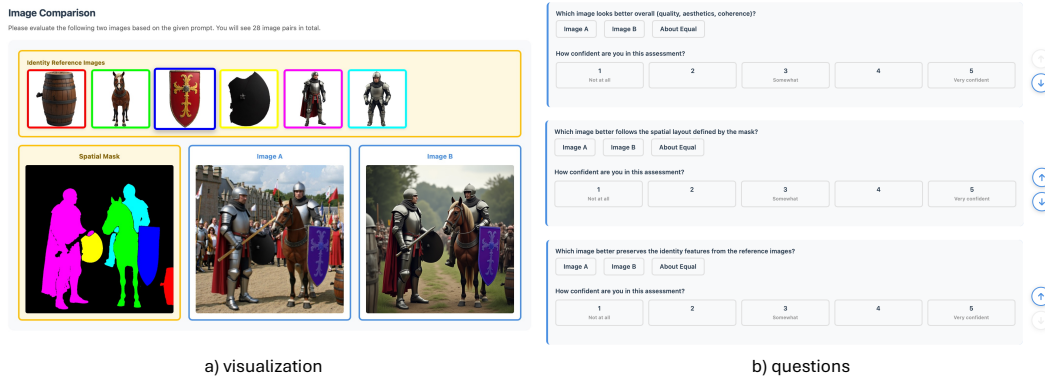 Image Comparison
Please evaluate the following two images based on the given prompt. You will see 28 image pairs in total.
Identity Reference Images
Spatial Mask
Image A
Image B
a) visualization
Which image looks better overall (quality, aesthetics, coherence)?
Image A
Image B
About Equal
How confident are you in this assessment?
1
Not at all
2
3
Somewhat
4
5
Very confident
Which image better follows the spatial layout defined by the mask?
Image A
Image B
About Equal
How confident are you in this assessment?
1
Not at all
2
3
Somewhat
4
5
Very confident
Which image better preserves the identity features from the reference images?
Image A
Image B
About Equal
How confident are you in this assessment?
1
Not at all
2
3
Somewhat
4
5
Very confident
b) questions